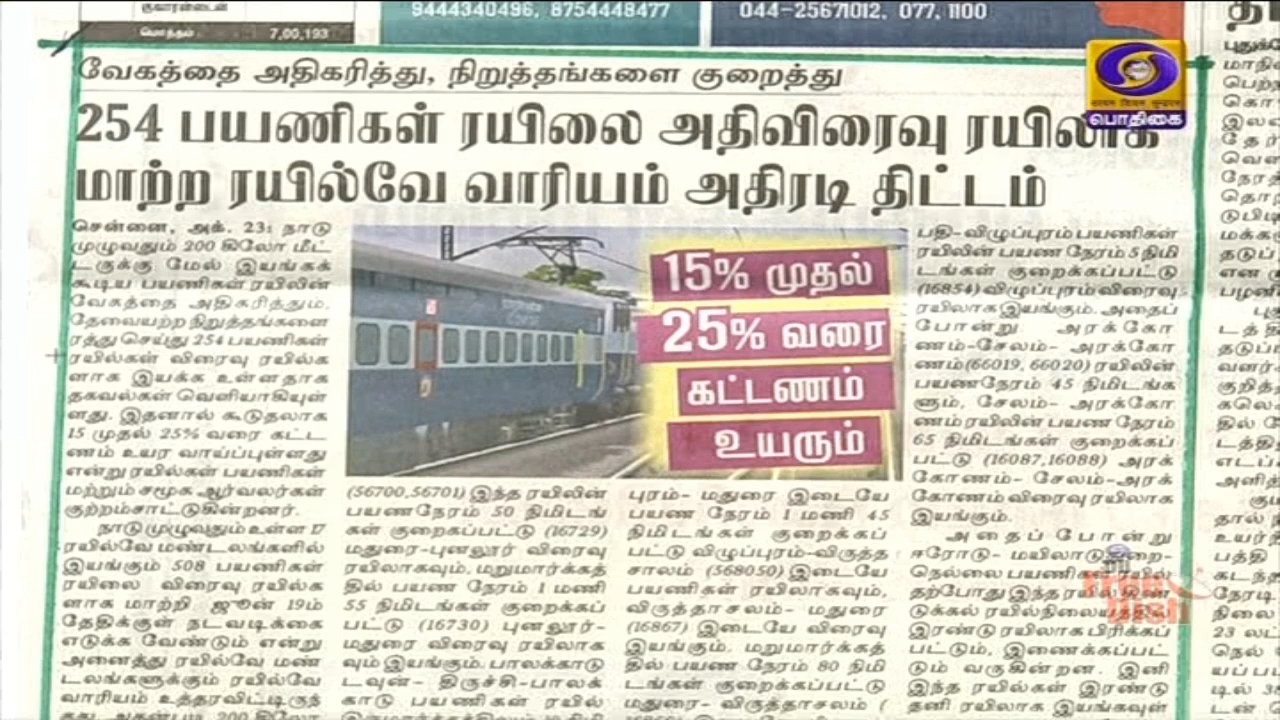 குவாரன்டைன்
மொத்தம் 7,00,193
9444340496, 8754448477
044-25671012, 077, 1100
பொதிகை
வேகத்தை அதிகரித்து, நிறுத்தங்களை குறைத்து
254 பயணிகள் ரயிலை அதிவிரைவு ரயிலாக
மாற்ற ரயில்வே வாரியம் அதிரடி திட்டம்
சென்னை, அக். 23: நாடு
முழுவதும் 200 கிலோ மீட்
டருக்கு மேல் இயங்கக்
கூடிய பயணிகள் ரயிலின்
வேகத்தை அதிகரித்தும்,
தேவையற்ற நிறுத்தங்களை
ரத்து செய்து 254 பயணிகள்
ரயில்கள் விரைவு ரயில்க
ளாக இயக்க உள்ளதாக
தகவல்கள் வெளியாகியுள்
ளது. இதனால் கூடுதலாக
15 முதல் 25% வரை கட்ட
ணம் உயர வாய்ப்புள்ளது
என்று ரயில்கள் பயணிகள்
மற்றும் சமூக ஆர்வலர்கள்
குற்றம்சாட்டுகின்றனர்.
நாடு முழுவதும் உள்ள 17
ரயில்வே மண்டலங்களில்
இயங்கும் 508 பயணிகள்
ரயிலை விரைவு ரயில்க
ளாக மாற்றி ஜூன் 19ம்
தேதிக்குள் நடவடிக்கை
எடுக்க வேண்டும் என்று
அனைத்து ரயில்வே மண்
டலங்களுக்கும் ரயில்வே
வாரியம் உத்தரவிட்டிருந்
தது. அதன்படி 200 கிலோ
15% முதல்
25% வரை
கட்டணம்
உயரும்
(56700,56701) இந்த ரயிலின்
பயணநேரம் 50 நிமிடங்
கள் குறைகப்பட்டு (16729)
மதுரை-புனலூர் விரைவு
ரயிலாகவும், மறுமார்க்கத்
தில் பயண நேரம் 1 மணி
55 நிமிடங்கள் குறைக்கப்
பட்டு (16730) புனலூர்-
மதுரை விரைவு ரயிலாக
வும் இயங்கும். பாலக்காடு
டவுன்- திருச்சி-பாலக்
காடு பயணிகள் ரயில்
புரம்- மதுரை இடையே
பயண நேரம் 1 மணி 45
நிமிடங்கள் குறைக்கப்
பட்டு விழுப்புரம்-விருத்த
சாலம் (568050) இடையே
பயணிகள் ரயிலாகவும்,
விருத்தாசலம்- மதுரை
(16867) இடையே விரைவு
இயங்கும். மறுமார்க்கத்
தில் பயண நேரம் 80 நிமி
டங்கள் குறைக்கப்பட்டு
மதுரை- விருத்தாசலம் (
பதி-விழுப்புரம் பயணிகள்
ரயிலின் பயண நேரம் 5 நிமி
டங்கள் குறைக்கப்பட்டு
(16854) விழுப்புரம் விரைவு
ரயிலாக இயங்கும். அதைப்
போன்று அரக்கோ
ணம்-சேலம்- அரக்கோ
ணம்(66019, 66020) ரயிலின்
பயணநேரம் 45 நிமிடங்க
ளும், சேலம்- அரக்கோ
ணம் ரயிலின் பயண நேரம்
65 நிமிடங்கள் குறைக்கப்
பட்டு (16087,16088) அரக்
கோணம்- சேலம்-அரக்
கோணம் விரைவு ரயிலாக
இயங்கும்.
அதைப் போன்று
ஈரோடு- மயிலாடுதுறை-
நெல்லை பயணிகள் ரயில்
தற்போது இந்த ரயில் திண்
டுக்கல் ரயில்நிலையத்தில்
இரண்டு ரயிலாக பிரிக்கப்
பட்டும், இணைக்கப்பட்
டும் வருகின்றன. இனி
இந்த ரயில்கள் இரண்டு
தனி ரயிலாக இயங்கவுள்